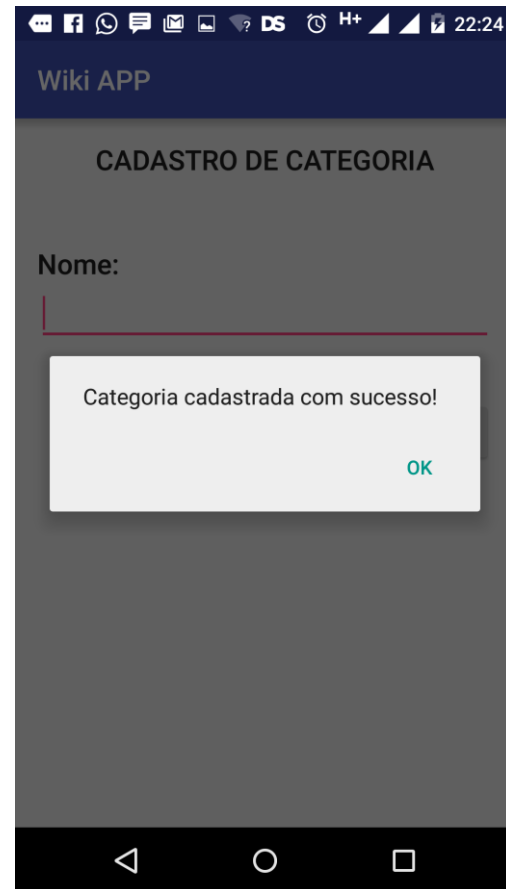 DS H+ 22:24
Wiki APP
CADASTRO DE CATEGORIA
Nome:
Categoria cadastrada com sucesso!
OK